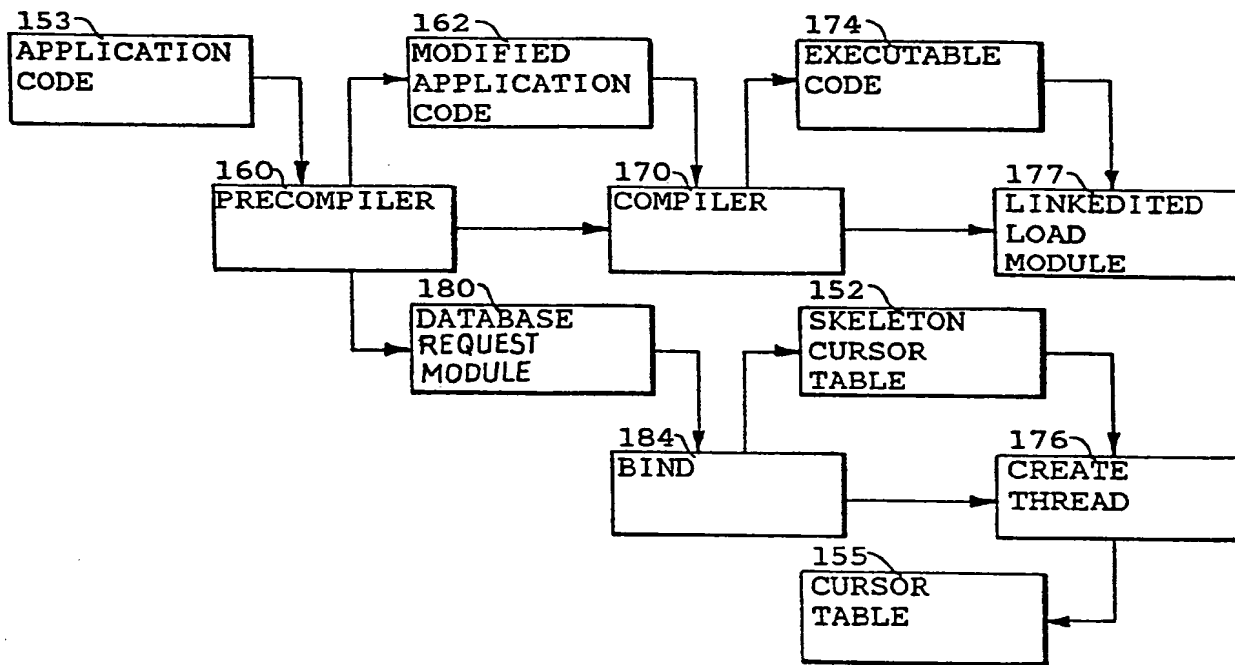 153
APPLICATION
CODE
162
MODIFIED
APPLICATION
CODE
174
EXECUTABLE
CODE
160
PRECOMPILER
170
COMPILER
177
LINKEDITED
LOAD
MODULE
180
DATABASE
REQUEST
MODULE
152
SKELETON
CURSOR
TABLE
184
BIND
176
CREATE
THREAD
155
CURSOR
TABLE